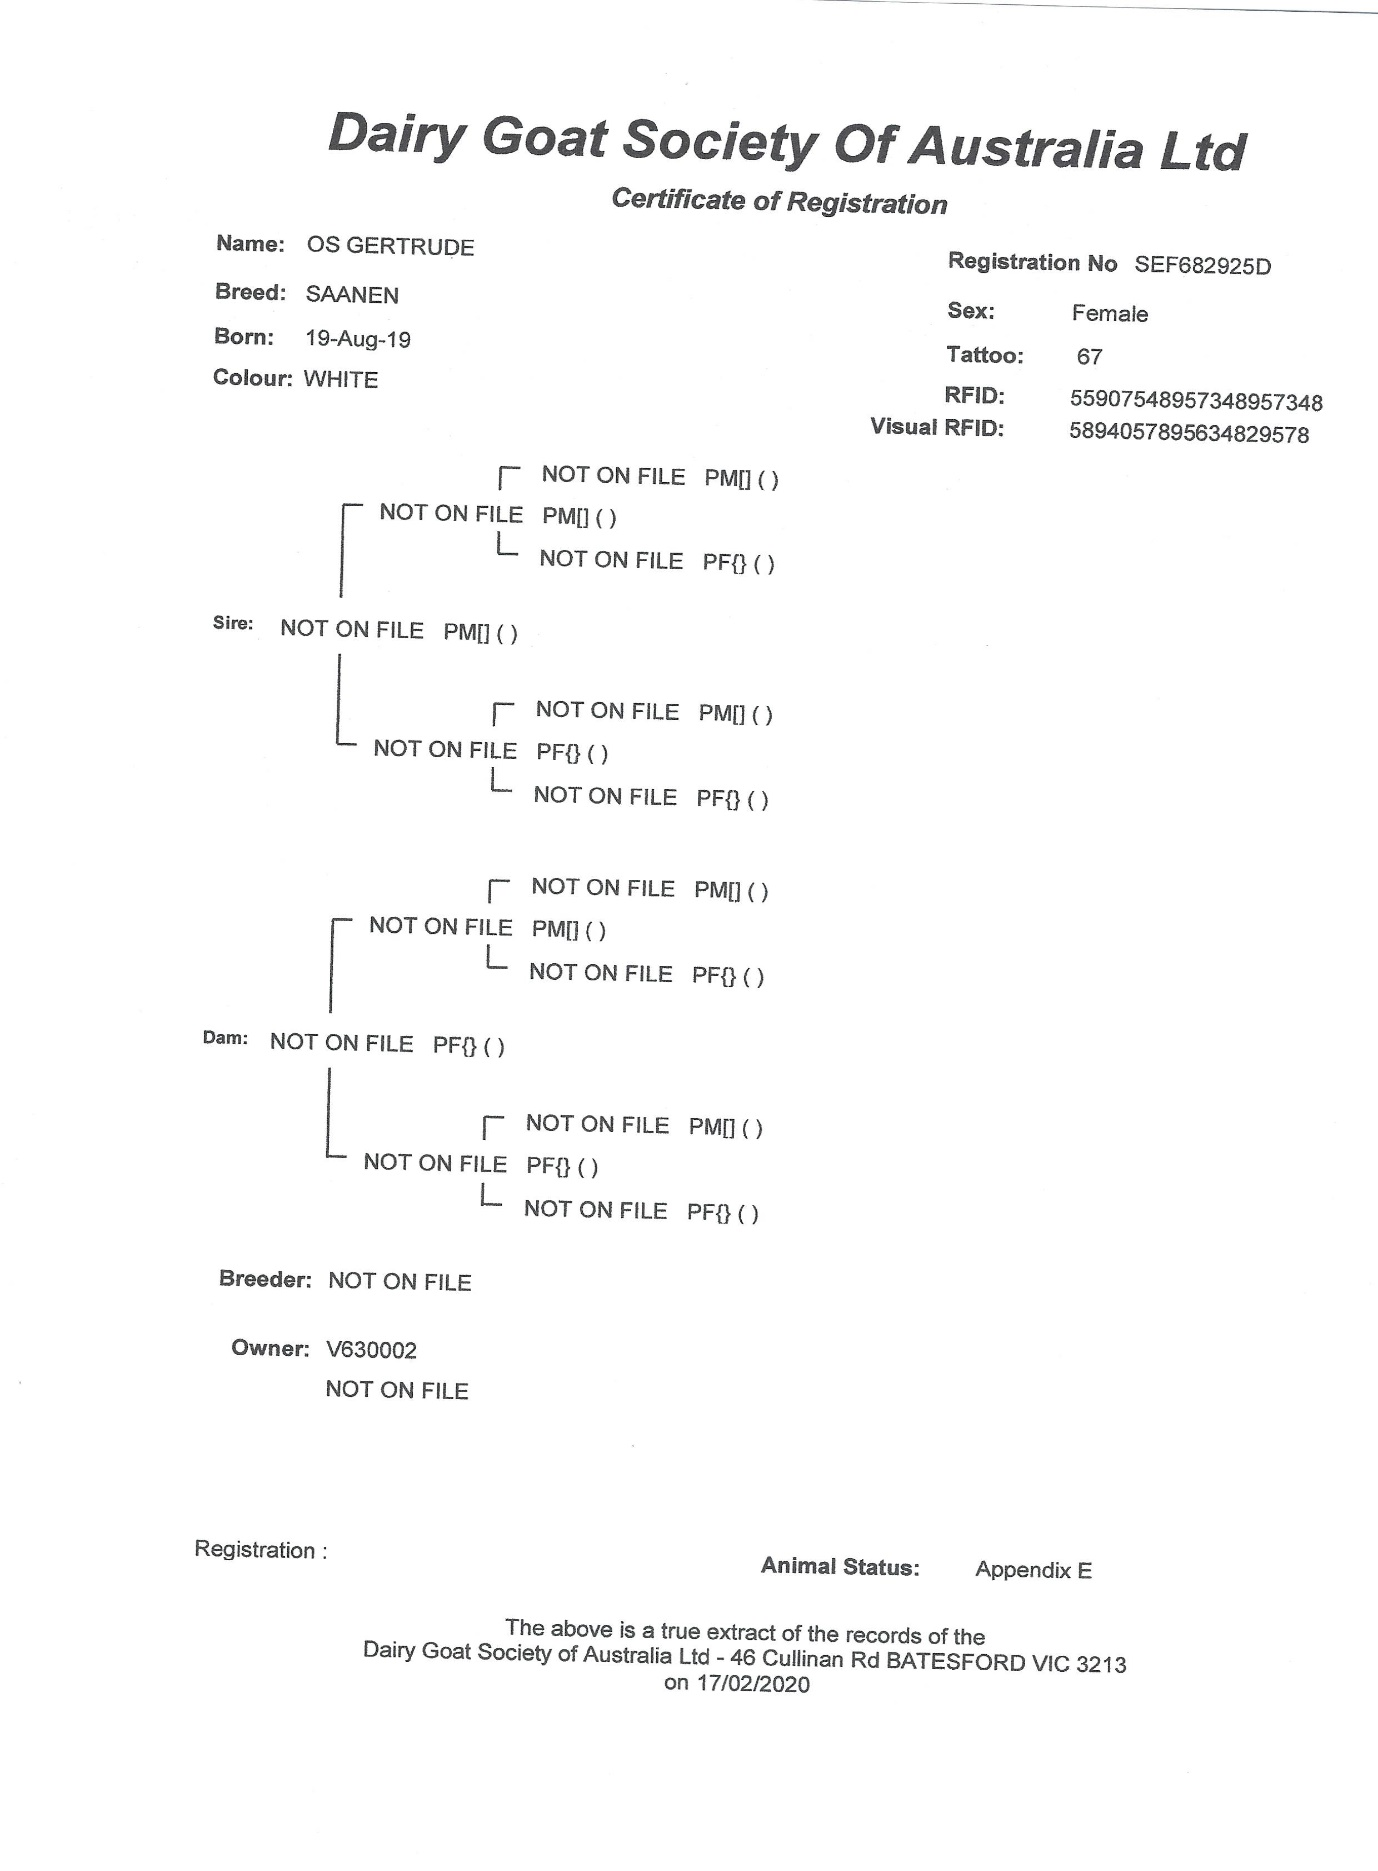 Dairy Goat Society Of Australia Ltd
Certificate of Registration
Name: OS GERTRUDE
Registration No SEF682925D
Breed: SAANEN
Sex: Female
Born: 19-Aug-19
Tattoo: 67
Colour: WHITE
RFID: 55907548957348957348
Visual RFID: 5894057895634829578
NOT ON FILE PM[] ( )
NOT ON FILE PM[] ( )
NOT ON FILE PF{} ( )
Sire: NOT ON FILE PM[] ( )
NOT ON FILE PM[] ( )
NOT ON FILE PF{} ( )
NOT ON FILE PF{} ( )
NOT ON FILE PM[] ( )
NOT ON FILE PM[] ( )
NOT ON FILE PF{} ( )
Dam: NOT ON FILE PF{} ( )
NOT ON FILE PM[] ( )
NOT ON FILE PF{} ( )
NOT ON FILE PF{} ( )
Breeder: NOT ON FILE
Owner: V630002
NOT ON FILE
Registration :
Animal Status: Appendix E
The above is a true extract of the records of the
Dairy Goat Society of Australia Ltd - 46 Cullinan Rd BATESFORD VIC 3213
on 17/02/2020